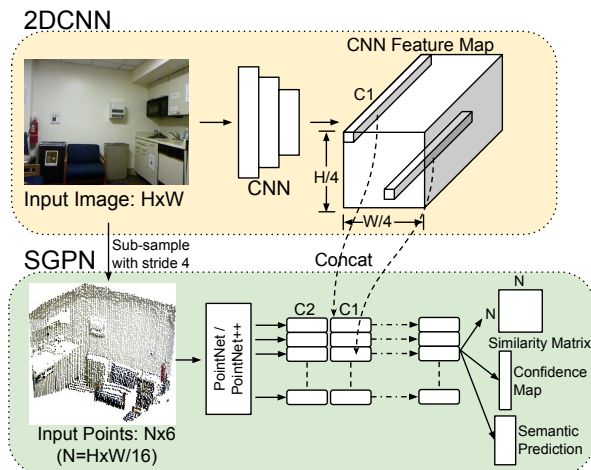 2DCNN
CNN Feature Map
C1
CNN
H/4
W/4
Input Image: HxW
Sub-sample
with stride 4
Concat
SGPN
PointNet /
PointNet++
C2
C1
N
N
Similarity Matrix
Confidence
Map
Semantic
Prediction
Input Points: Nx6
(N=HxW/16)